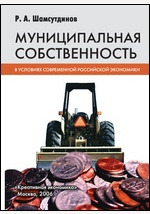 Р. А. Шамсутдинов
МУНИЦИПАЛЬНАЯ
СОБСТВЕННОСТЬ
В УСЛОВИЯХ СОВРЕМЕННОЙ РОССИЙСКОЙ ЭКОНОМИКИ
«Креативная экономика»
Москва, 2006